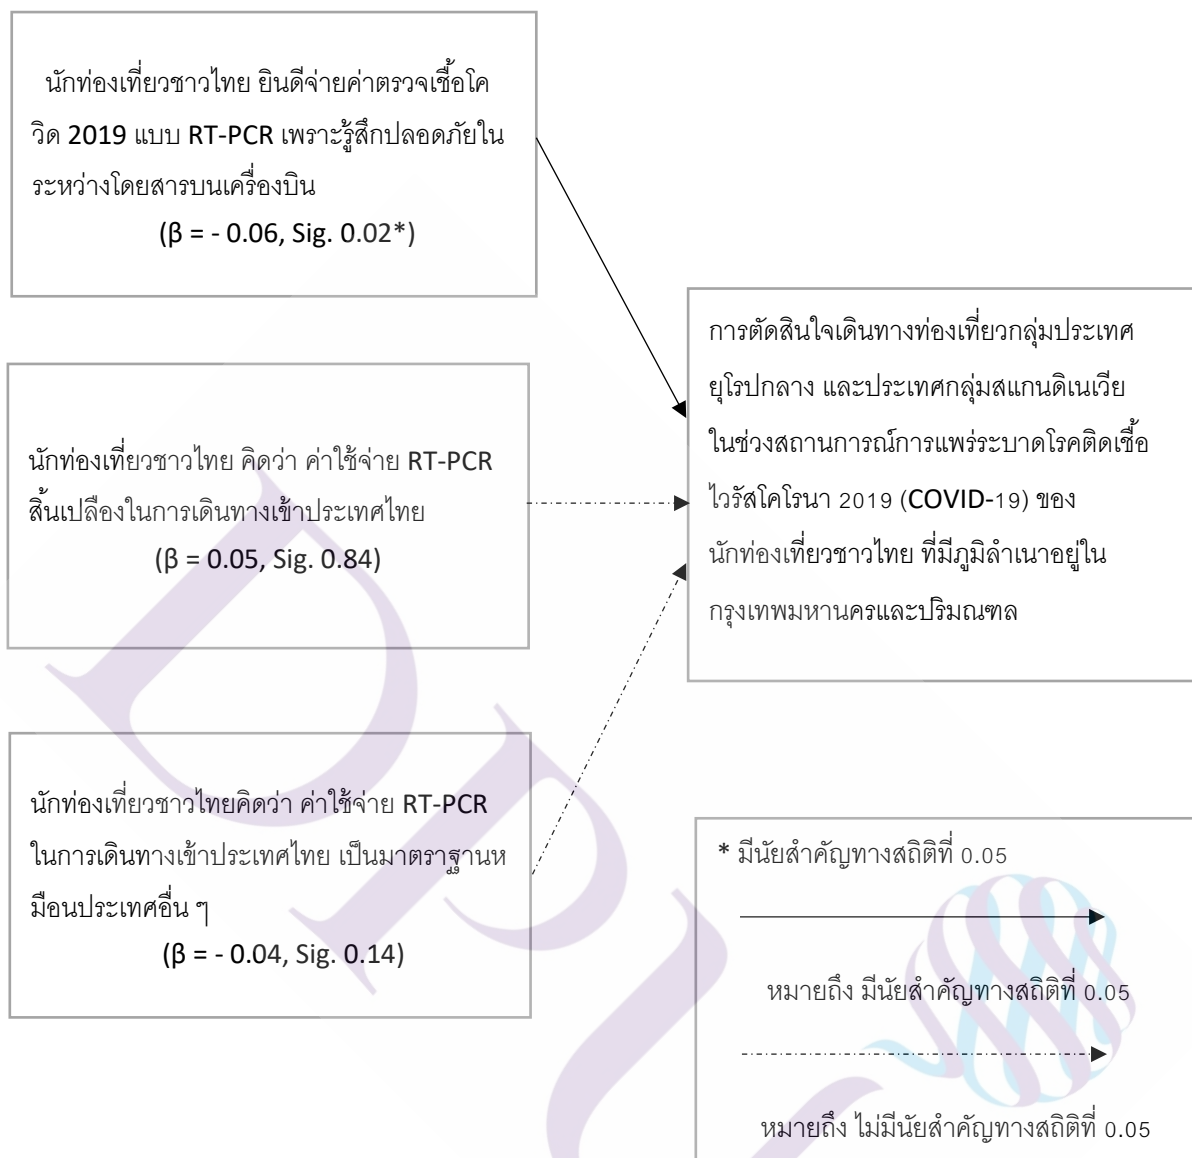 นักท่องเที่ยวชาวไทย ยินดีจ่ายค่าตรวจเชื้อโค
วิด 2019 แบบ RT-PCR เพราะรู้สึกปลอดภัยใน
ระหว่างโดยสารบนเครื่องบิน
(β = - 0.06, Sig. 0.02*)
นักท่องเที่ยวชาวไทย คิดว่า ค่าใช้จ่าย RT-PCR
สิ้นเปลืองในการเดินทางเข้าประเทศไทย
(β = 0.05, Sig. 0.84)
นักท่องเที่ยวชาวไทยคิดว่า ค่าใช้จ่าย RT-PCR
ในการเดินทางเข้าประเทศไทย เป็นมาตราฐานห
มือนประเทศอื่น ๆ
(β = - 0.04, Sig. 0.14)
การตัดสินใจเดินทางท่องเที่ยวกลุ่มประเทศ
ยุโรปกลาง และประเทศกลุ่มสแกนดิเนเวีย
ในช่วงสถานการณ์การแพร่ระบาดโรคติดเชื้อ
ไวรัสโคโรนา 2019 (COVID-19) ของ
นักท่องเที่ยวชาวไทย ที่มีภูมิลำเนาอยู่ใน
กรุงเทพมหานครและปริมณฑล
* มีนัยสำคัญทางสถิติที่ 0.05
หมายถึง มีนัยสำคัญทางสถิติที่ 0.05
หมายถึง ไม่มีนัยสำคัญทางสถิติที่ 0.05
DPU